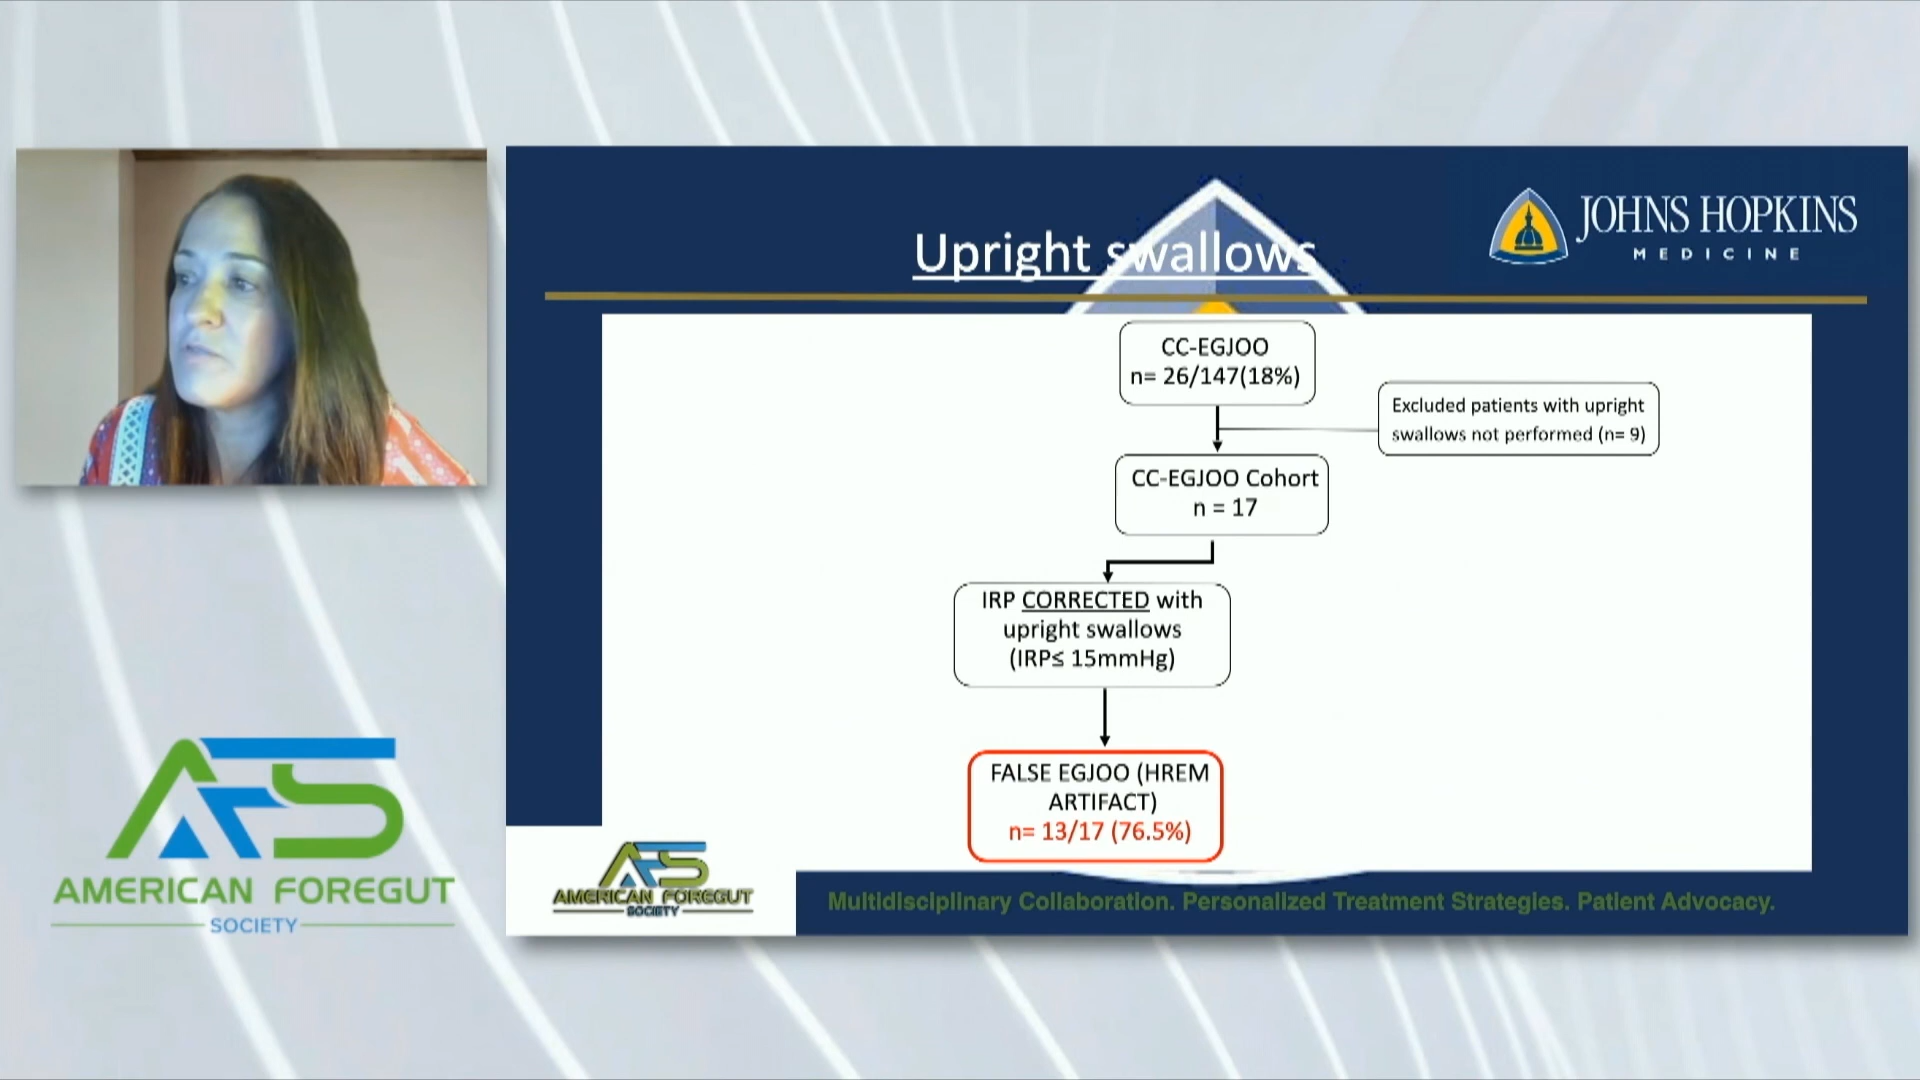 Upright swallows
JOHNS HOPKINS
MEDICINE
CC-EGJOO
n= 26/147(18%)
Excluded patients with upright
swallows not performed (n= 9)
CC-EGJOO Cohort
n = 17
IRP CORRECTED with
upright swallows
(IRP≤ 15mmHg)
FALSE EGJOO (HREM
ARTIFACT)
n= 13/17 (76.5%)
AFS
AMERICAN FOREGUT
SOCIETY
Multidisciplinary Collaboration. Personalized Treatment Strategies. Patient Advocacy.
AFS
AMERICAN FOREGUT
SOCIETY